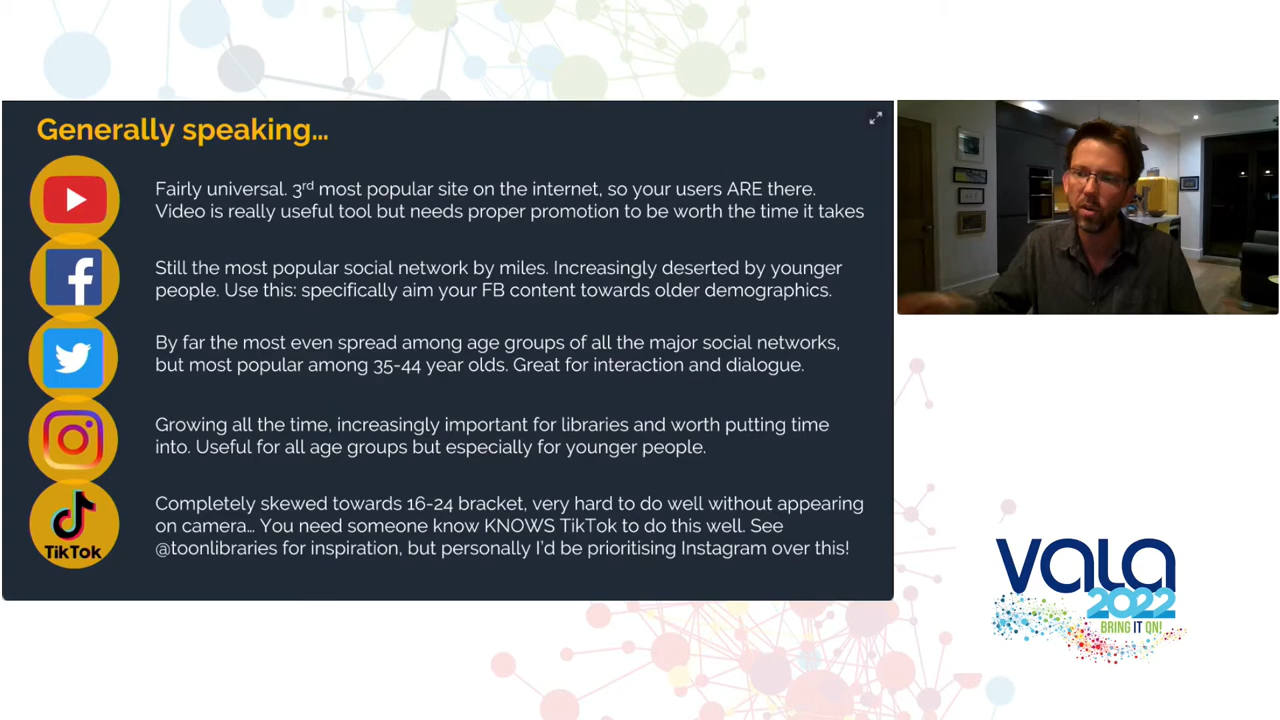 Generally speaking...
Fairly universal. 3rd most popular site on the internet, so your users ARE there.
Video is really useful tool but needs proper promotion to be worth the time it takes
Still the most popular social network by miles. Increasingly deserted by younger
people. Use this: specifically aim your FB content towards older demographics.
By far the most even spread among age groups of all the major social networks,
but most popular among 35-44 year olds. Great for interaction and dialogue.
Growing all the time, increasingly important for libraries and worth putting time
into. Useful for all age groups but especially for younger people.
TikTok
Completely skewed towards 16-24 bracket, very hard to do well without appearing
on camera... You need someone know KNOWS TikTok to do this well. See
@toonlibraries for inspiration, but personally I'd be prioritising Instagram over this!
VALA
2022
BRING IT ON!